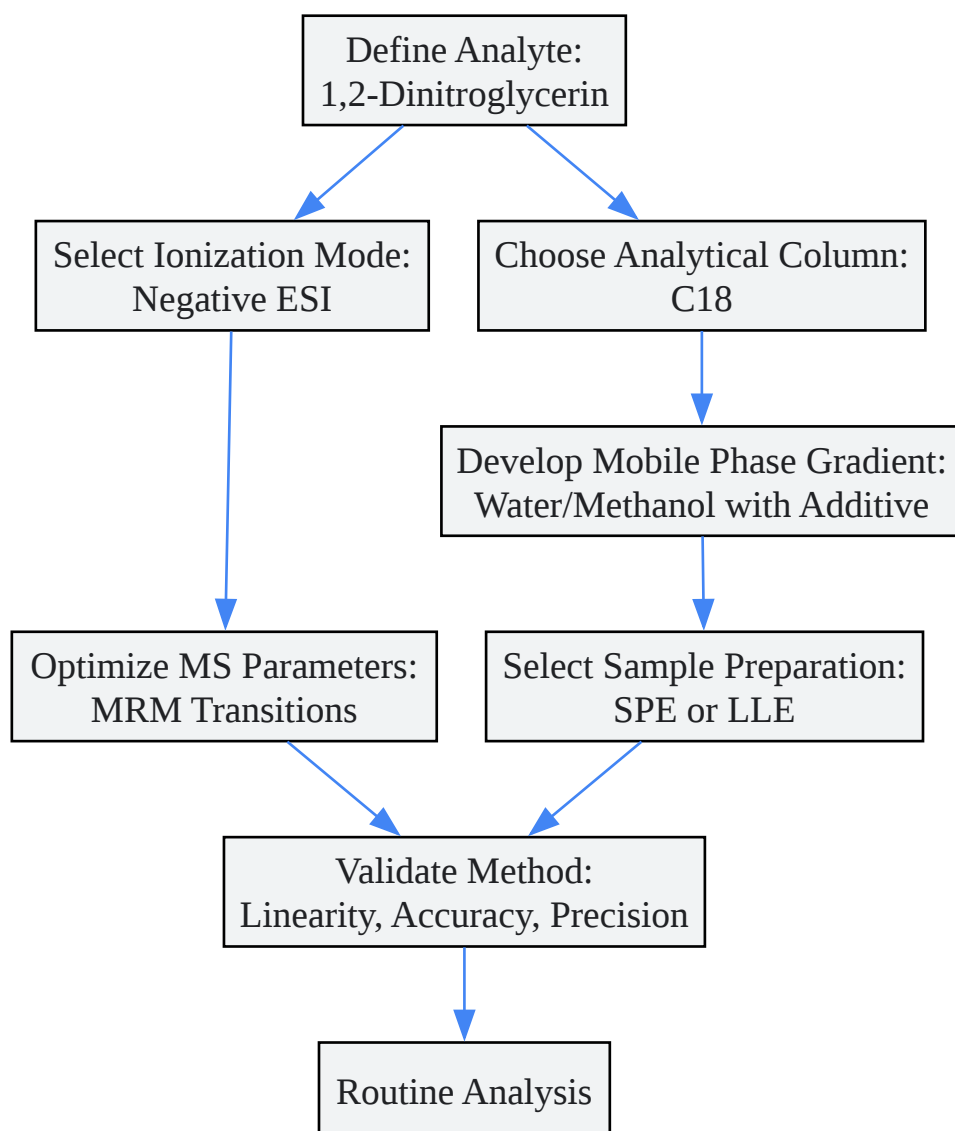 Define Analyte:
1,2-Dinitroglycerin
Select Ionization Mode:
Negative ESI
Choose Analytical Column:
C18
Develop Mobile Phase Gradient:
Water/Methanol with Additive
Optimize MS Parameters:
MRM Transitions
Select Sample Preparation:
SPE or LLE
Validate Method:
Linearity, Accuracy, Precision
Routine Analysis